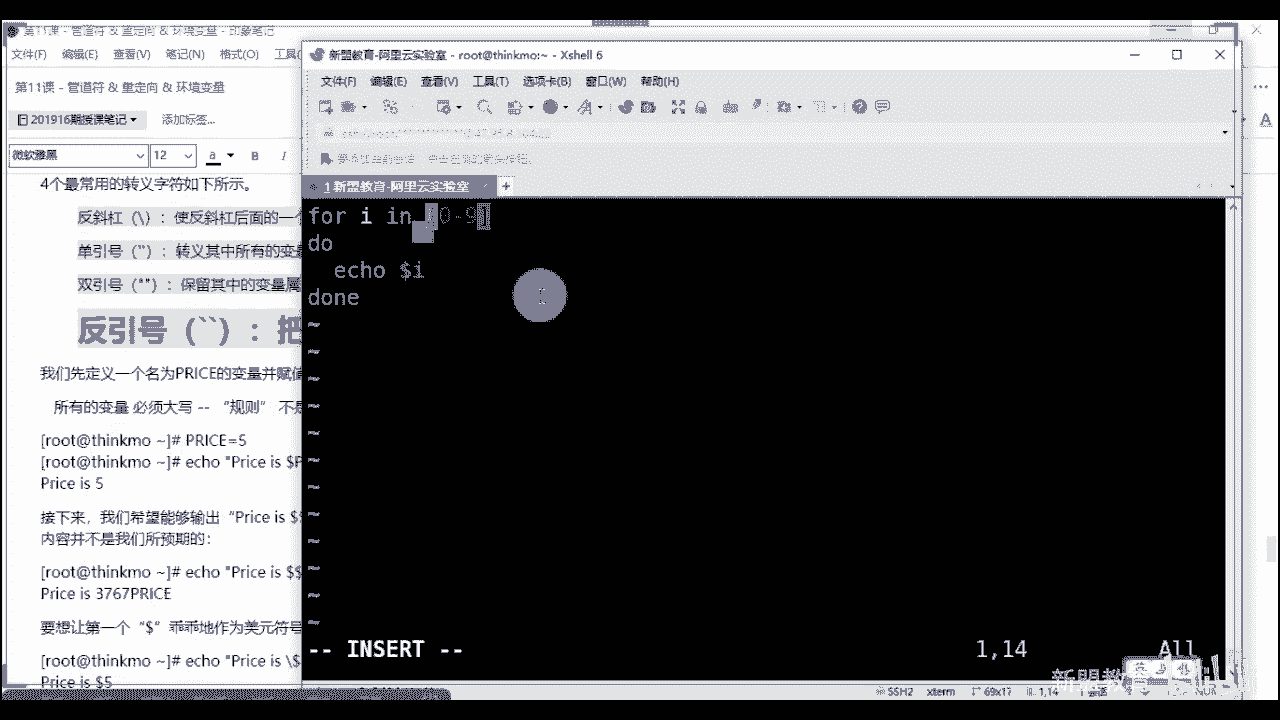 第11课 - 管道符 & 重定向 & 环境变量 - 印象笔记
文件(F) 编辑(E) 查看(V) 笔记(N) 格式(O) 工具(
第11课 - 管道符 & 重定向 & 环境变量
201916期授课笔记 添加标签...
微软雅黑 12 a B I
4个最常用的转义字符如下所示。
反斜杠（\）：使反斜杠后面的一个
单引号（''）：转义其中所有的变量
双引号（""）：保留其中的变量属
反引号（``）：把
我们先定义一个名为PRICE的变量并赋值
所有的变量 必须大写 -- “规则” 不是
[root@thinkmo ~]# PRICE=5
[root@thinkmo ~]# echo "Price is $P
Price is 5
接下来，我们希望能够输出“Price is $
内容并不是我们所预期的：
[root@thinkmo ~]# echo "Price is $$
Price is 3767PRICE
要想让第一个“$”乖乖地作为美元符号
[root@thinkmo ~]# echo "Price is \$
Price is $5
新盟教育-阿里云实验室 - root@thinkmo:~ - Xshell 6
文件(F) 编辑(E) 查看(V) 工具(T) 选项卡(B) 窗口(W) 帮助(H)
1 新盟教育-阿里云实验室
for i in [0-9]
do
echo $i
done
~
~
~
~
~
~
~
~
~
~
~
~
-- INSERT -- 1,14 All
SSH2 xterm 69x17 1,14
新盟教育